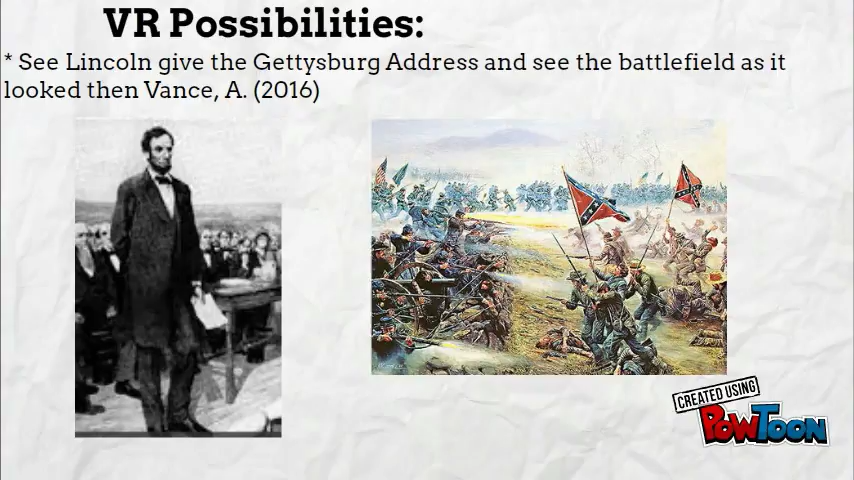 VR Possibilities:
* See Lincoln give the Gettysburg Address and see the battlefield as it
looked then Vance, A. (2016)
CREATED USING
POWTOON